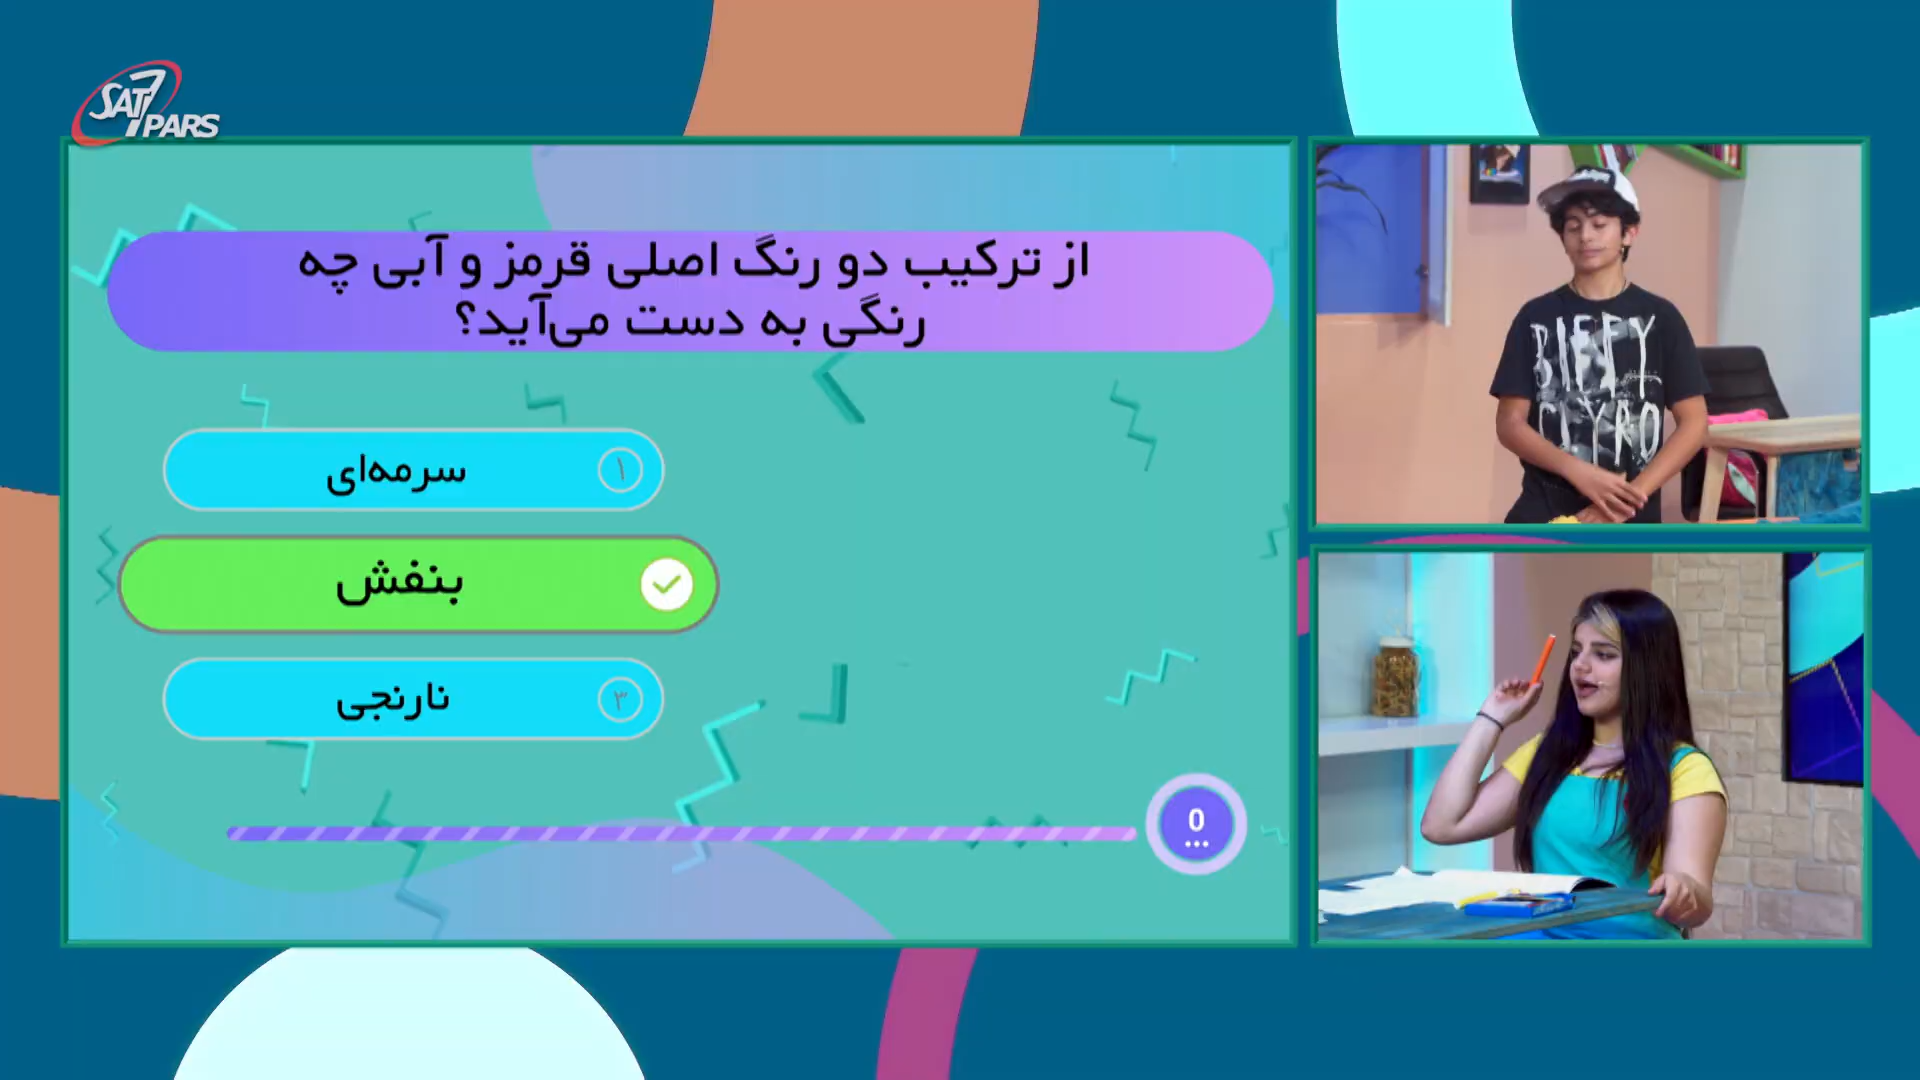 SAT7 PARS
از ترکیب دو رنگ اصلی قرمز و آبی چه
رنگی به دست می‌آید؟
۱ سرمه‌ای
بنفش
۳ نارنجی
0
BIFFY
CLYRO